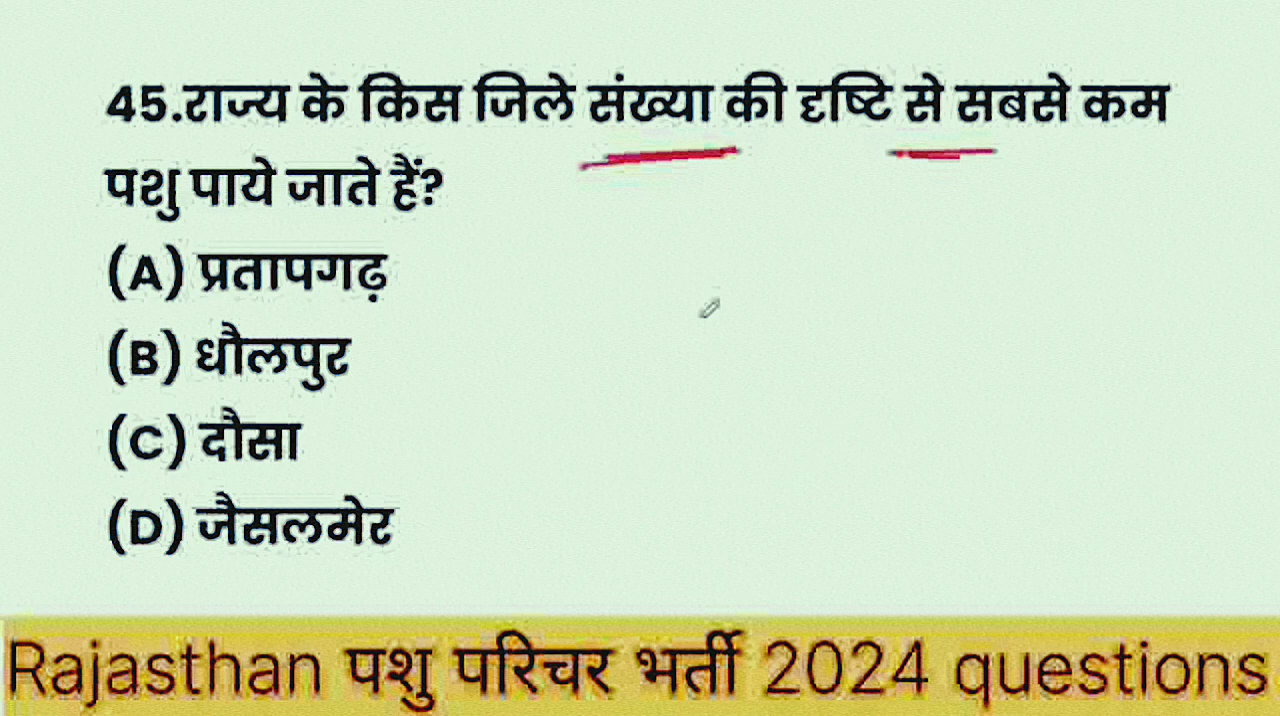 45.राज्य के किस जिले संख्या की दृष्टि से सबसे कम
पशु पाये जाते हैं?
(A) प्रतापगढ़
(B) धौलपुर
(C) दौसा
(D) जैसलमेर
Rajasthan पशु परिचर भर्ती 2024 questions